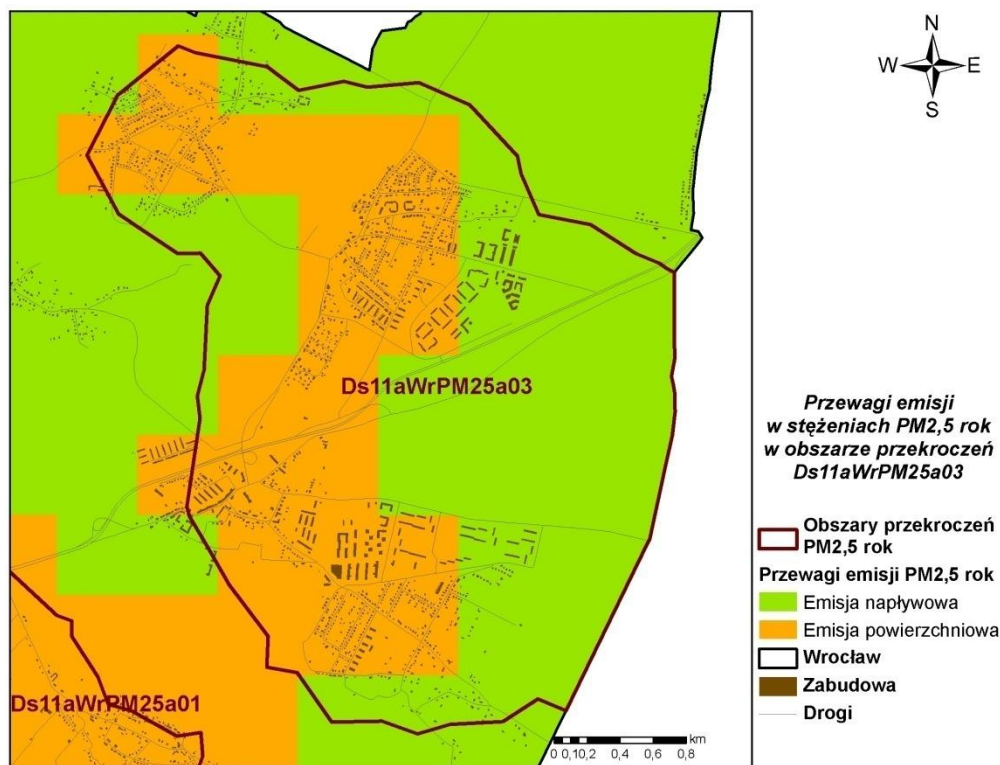 N
W E
S
Ds11aWrPM25a03
Ds11aWrPM25a01
km
0 0,10,2 0,4 0,6 0,8
Przewagi emisji
w stężeniach PM2,5 rok
w obszarze przekroczeń
Ds11aWrPM25a03
Obszary przekroczeń
PM2,5 rok
Przewagi emisji PM2,5 rok
Emisja napływowa
Emisja powierzchniowa
Wrocław
Zabudowa
Drogi